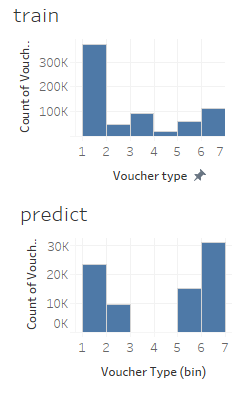 train
Count of Vouch..
300K
200K
100K
1 2 3 4 5 6 7
Voucher type
predict
Count of Vouch..
30K
20K
10K
0K
1 2 3 4 5 6 7
Voucher Type (bin)